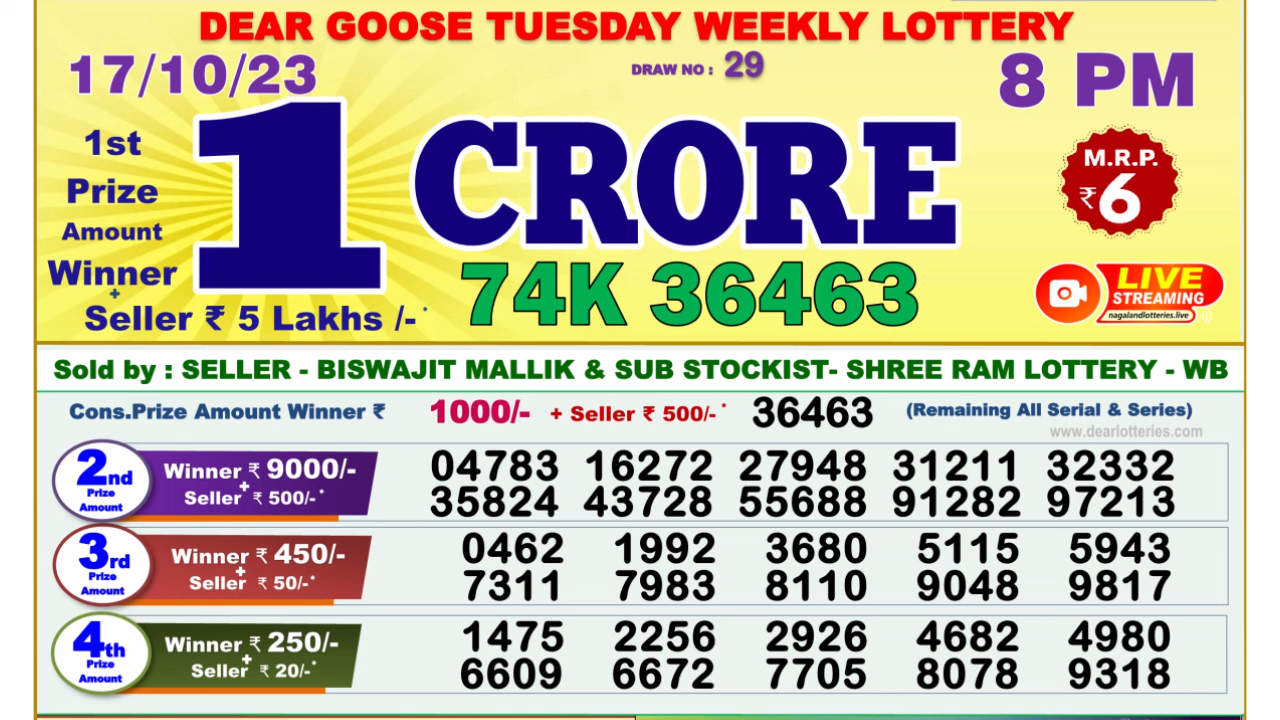 DEAR GOOSE TUESDAY WEEKLY LOTTERY
17/10/23
DRAW NO : 29
8 PM
1st
Prize
Amount
Winner
+
Seller ₹ 5 Lakhs /-*
1 CRORE
74K 36463
M.R.P.
₹6
LIVE
STREAMING
nagalandlotteries.live
Sold by : SELLER - BISWAJIT MALLIK & SUB STOCKIST- SHREE RAM LOTTERY - WB
Cons.Prize Amount Winner ₹ 1000/- + Seller ₹ 500/-* 36463 (Remaining All Serial & Series)
www.dearlotteries.com
2nd
Prize
Amount
Winner ₹ 9000/-
+
Seller ₹ 500/-*
04783 16272 27948 31211 32332
35824 43728 55688 91282 97213
3rd
Prize
Amount
Winner ₹ 450/-
+
Seller ₹ 50/-*
0462 1992 3680 5115 5943
7311 7983 8110 9048 9817
4th
Prize
Amount
Winner ₹ 250/-
+
Seller ₹ 20/-*
1475 2256 2926 4682 4980
6609 6672 7705 8078 9318